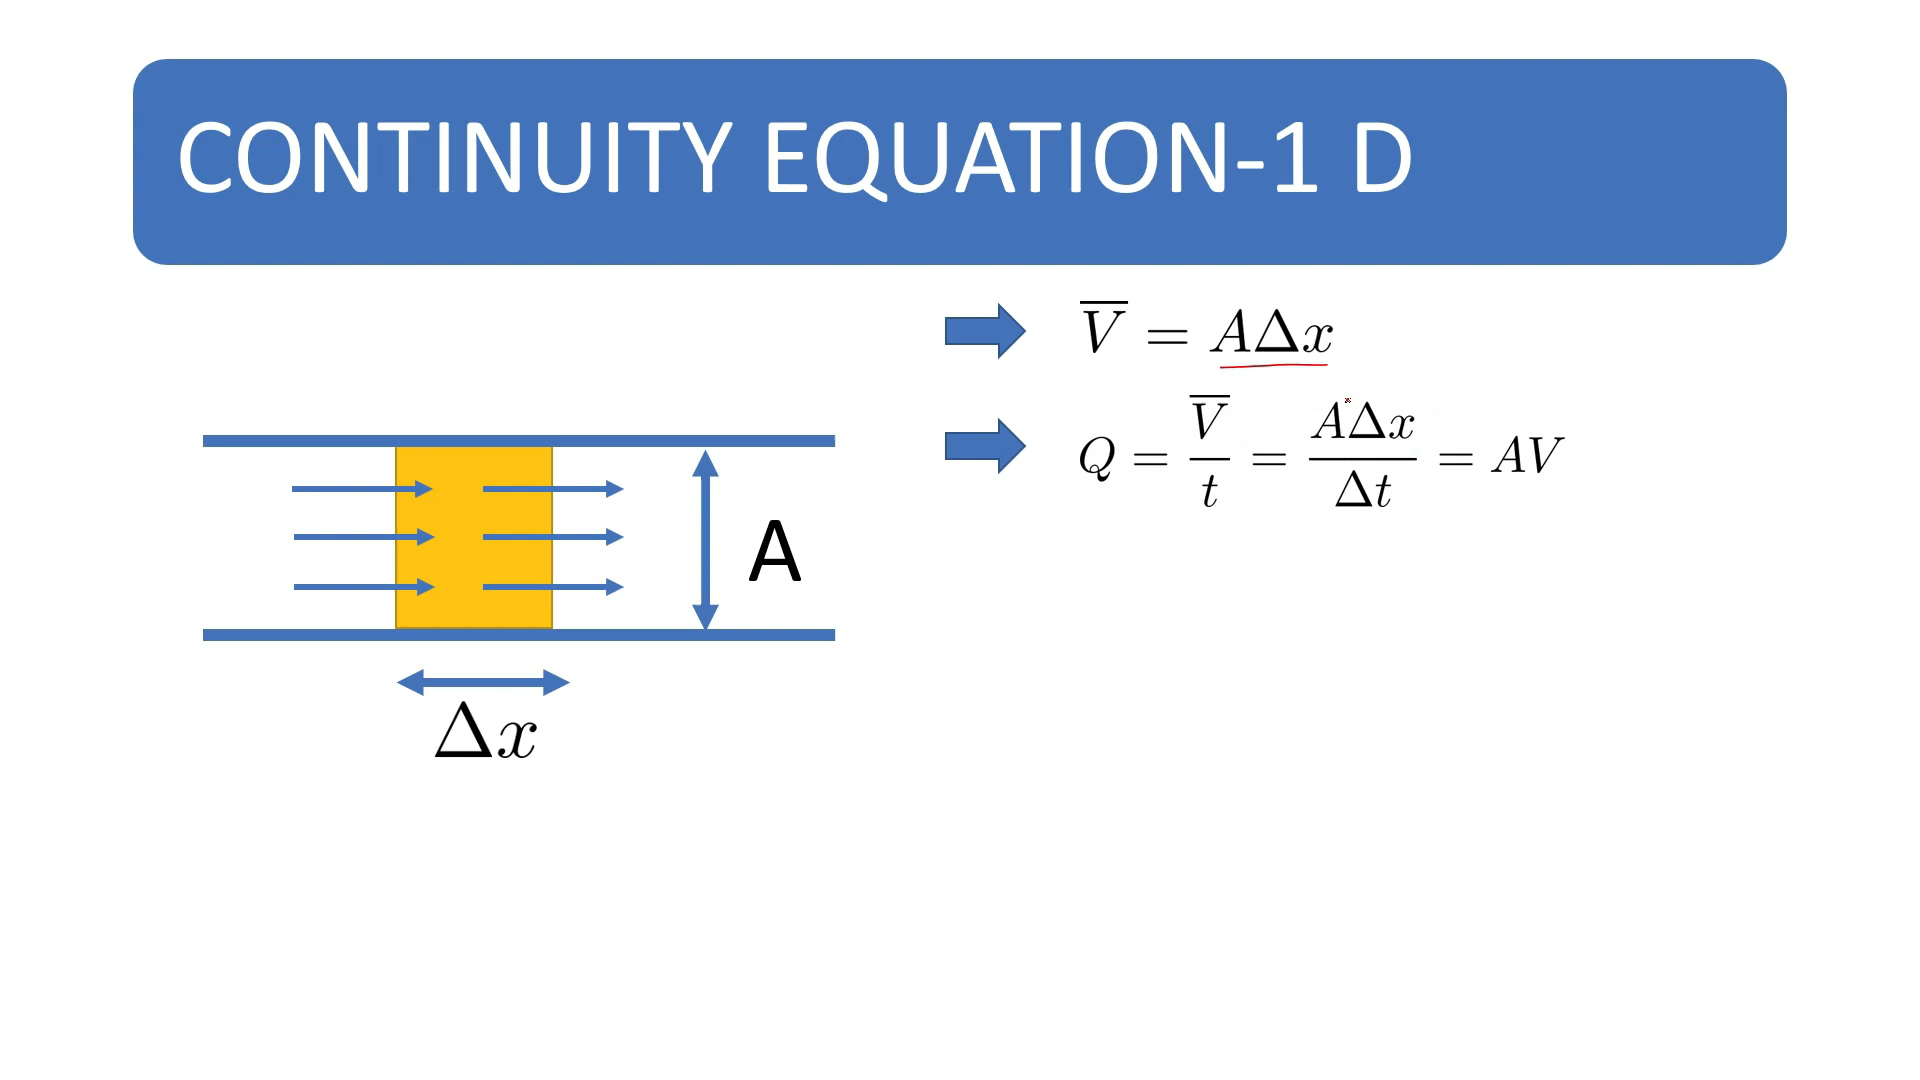 CONTINUITY EQUATION-1 D
V̅ = AΔx
Q = V̅/t = AΔx/Δt = AV
A
Δx